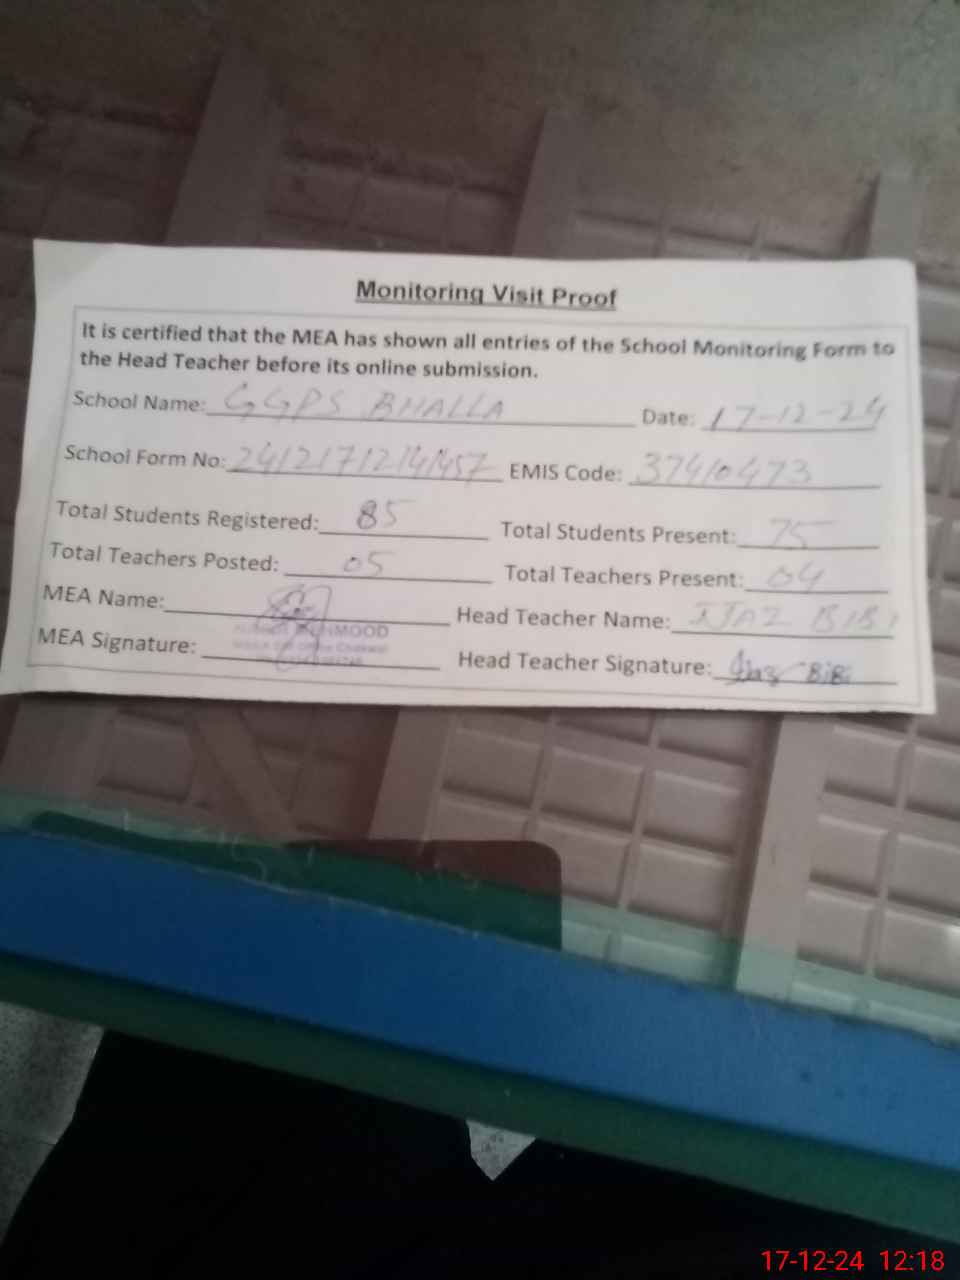 Monitoring Visit Proof
It is certified that the MEA has shown all entries of the School Monitoring Form to
the Head Teacher before its online submission.
School Name: GGPS BHALLA Date: 17-12-24
School Form No: EMIS Code: 37410473
Total Students Registered: 85 Total Students Present: 75
Total Teachers Posted: 05 Total Teachers Present: 04
MEA Name: Head Teacher Name: IJAZ BIBI
MEHMOOD
MEA Signature: Head Teacher Signature: Ijaz BiBi
17-12-24 12:18